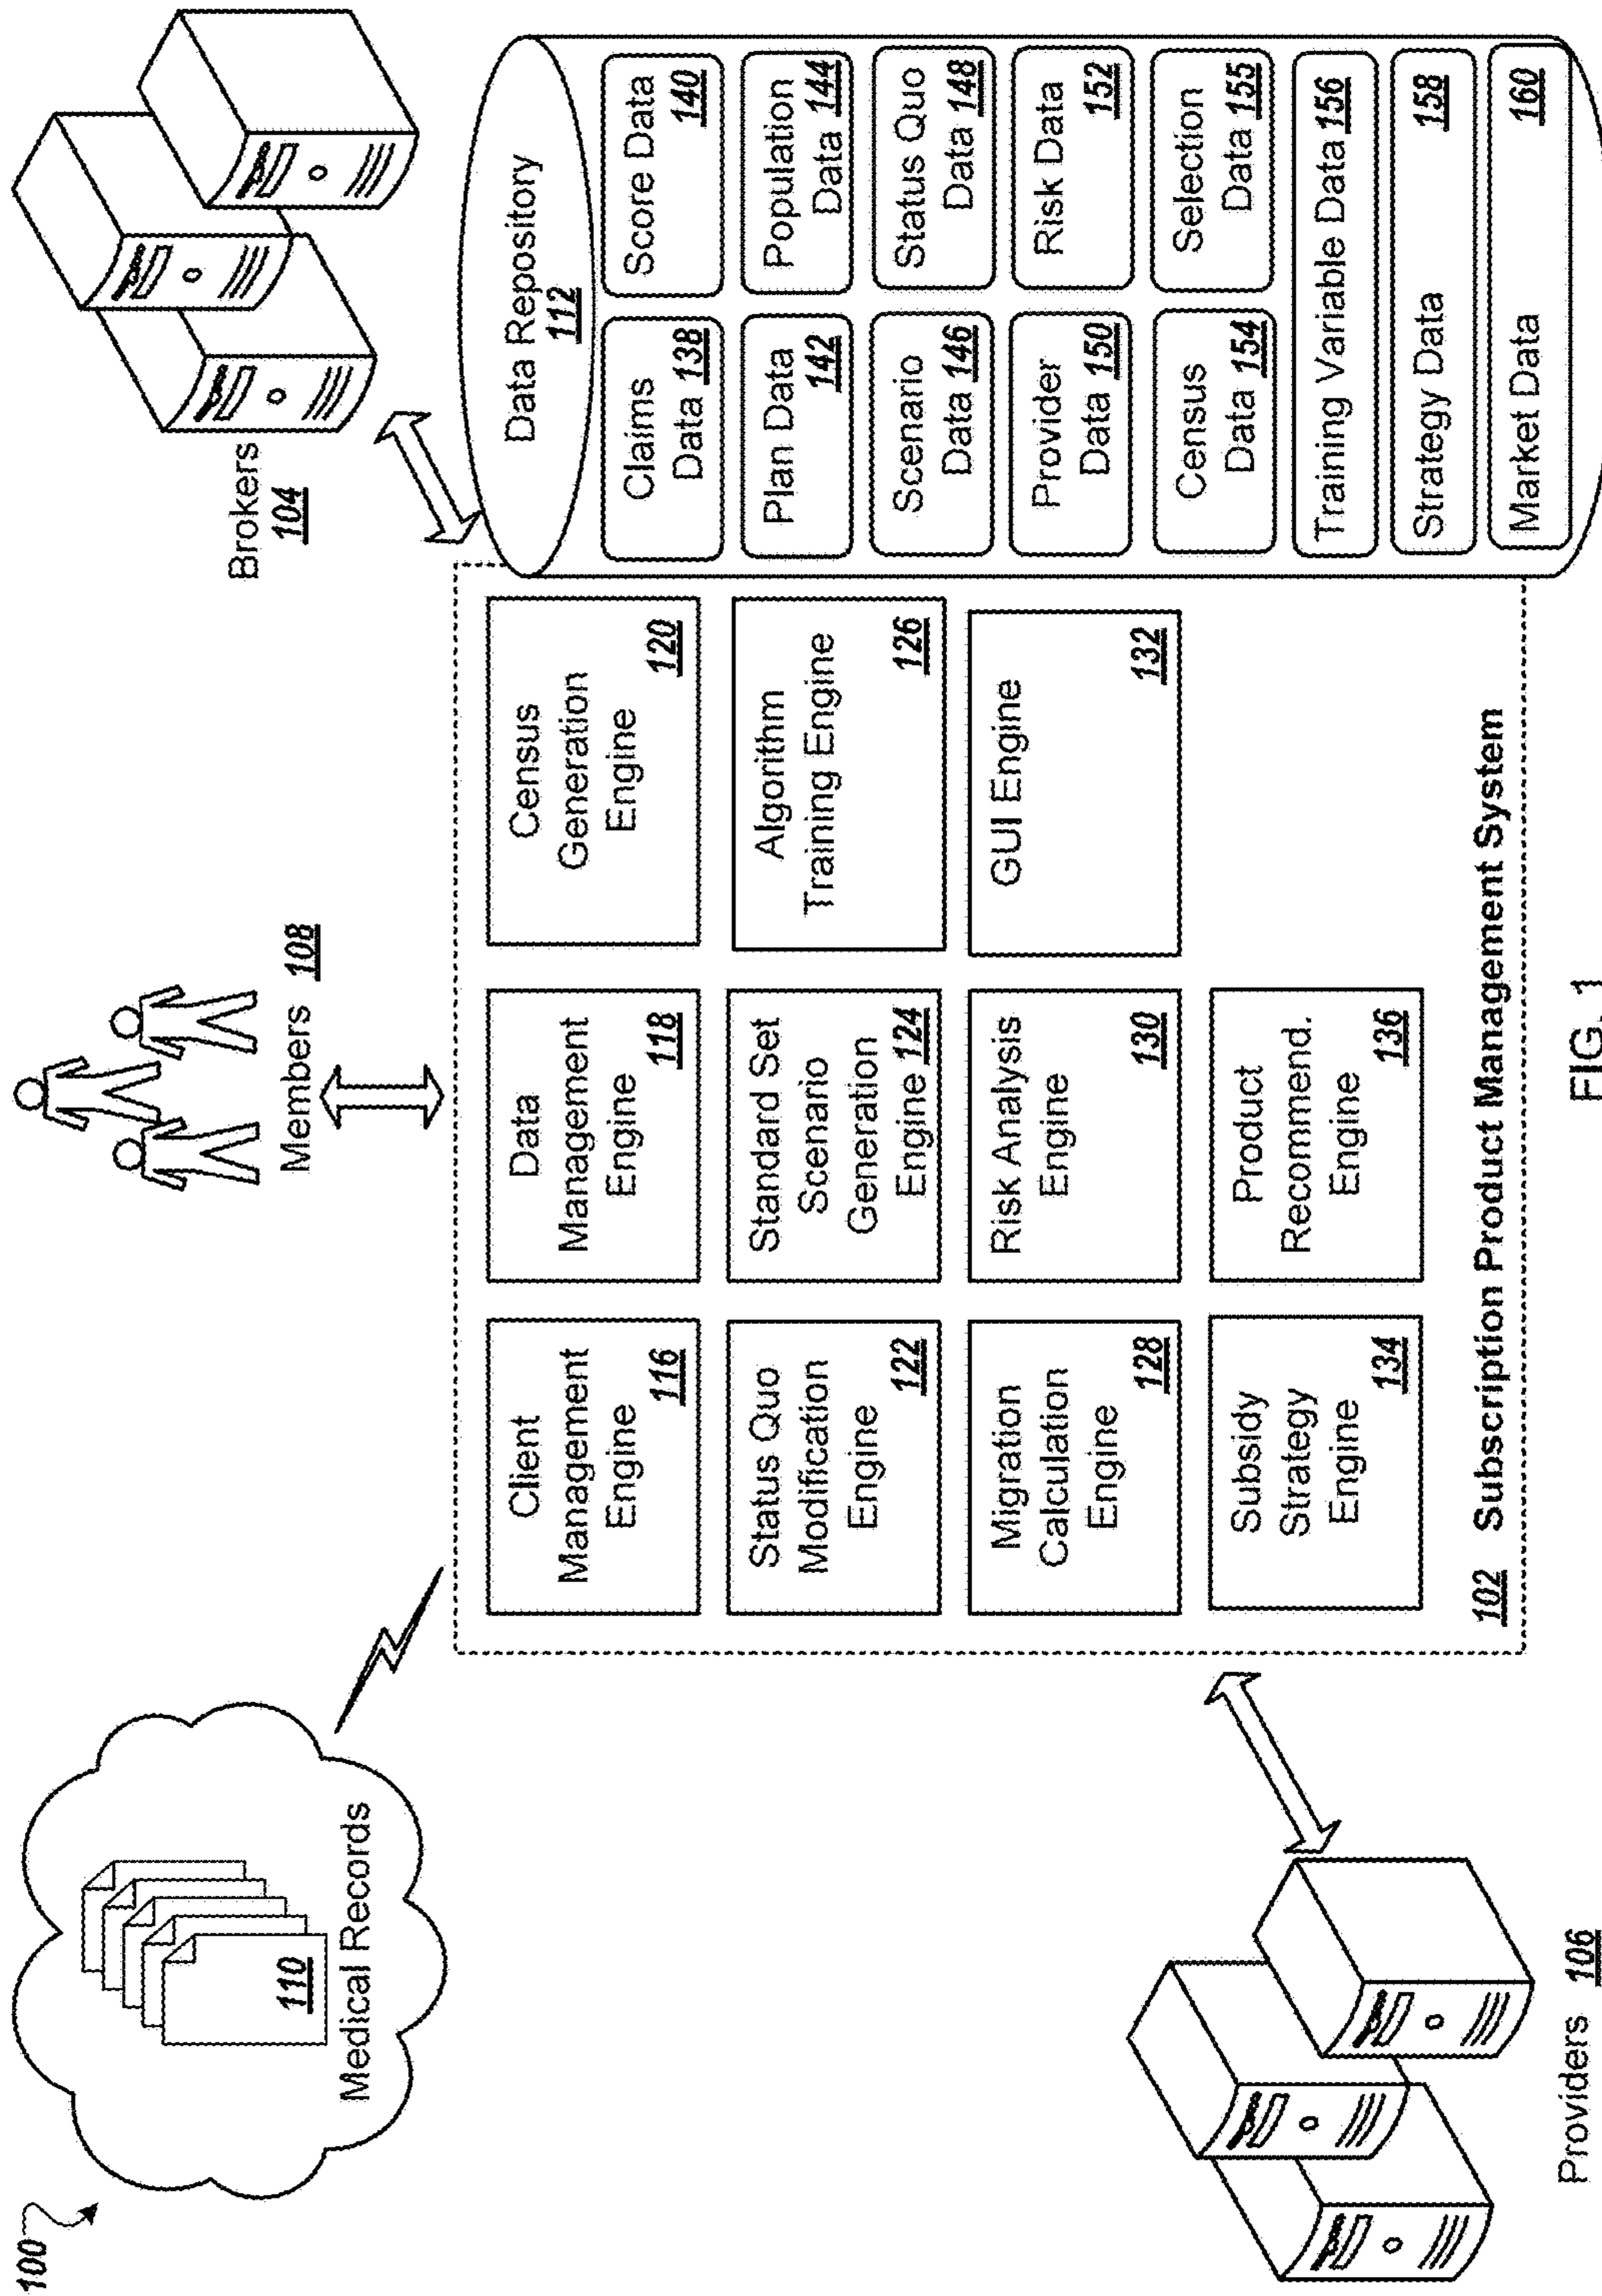 100
110
Medical Records
Members 108
Brokers
104
Providers 106
Client
Management
Engine
116
Data
Management
Engine
118
Census
Generation
Engine
120
Status Quo
Modification
Engine
122
Standard Set
Scenario
Generation
Engine 124
Algorithm
Training Engine
126
Migration
Calculation
Engine
128
Risk Analysis
Engine
130
GUI Engine
132
Subsidy
Strategy
Engine
134
Product
Recommend.
Engine
136
102 Subscription Product Management System
Data Repository
112
Claims
Data 138
Score Data
140
Plan Data
142
Population
Data 144
Scenario
Data 146
Status Quo
Data 148
Provider
Data 150
Risk Data
152
Census
Data 154
Selection
Data 155
Training Variable Data 156
Strategy Data 158
Market Data 160
FIG. 1